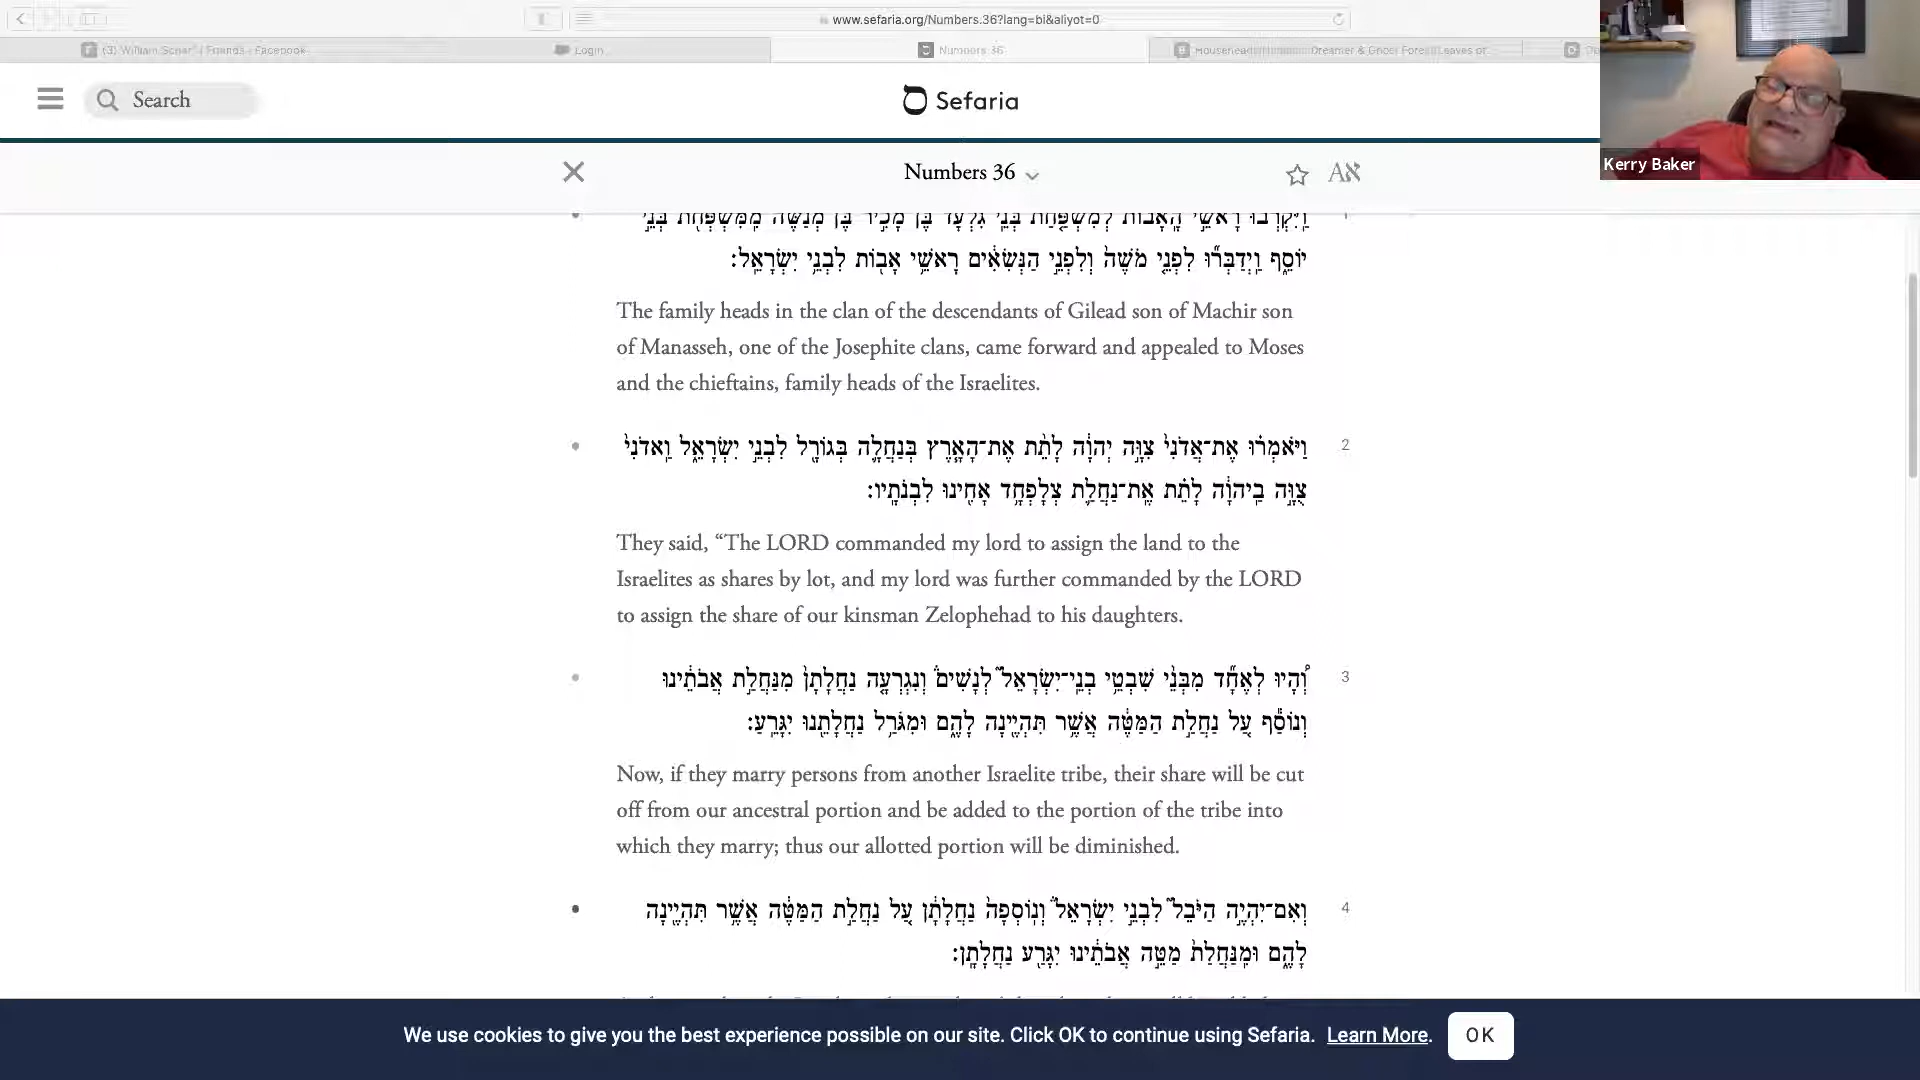 www.sefaria.org/Numbers.36?lang=bi&aliyot=0
Login
Numbers 36
Search
Sefaria
Numbers 36
Kerry Baker
1
וַֽיִּקְרְב֞וּ רָאשֵׁ֣י הָֽאָב֗וֹת לְמִשְׁפַּ֤חַת בְּנֵֽי גִלְעָד֙ בֶּן מָכִ֣יר בֶּן מְנַשֶּׁ֔ה מִֽמִּשְׁפְּחֹ֖ת בְּנֵ֣י
יוֹסֵ֑ף וַֽיְדַבְּר֞וּ לִפְנֵ֤י מֹשֶׁה֙ וְלִפְנֵ֣י הַנְּשִׂאִ֔ים רָאשֵׁ֥י אָב֖וֹת לִבְנֵ֥י יִשְׂרָאֵֽל׃
The family heads in the clan of the descendants of Gilead son of Machir son
of Manasseh, one of the Josephite clans, came forward and appealed to Moses
and the chieftains, family heads of the Israelites.
2
וַיֹּאמְר֗וּ אֶת־אֲדֹנִי֙ צִוָּ֣ה יְהוָ֔ה לָתֵ֨ת אֶת־הָאָ֧רֶץ בְּנַחֲלָ֛ה בְּגוֹרָ֖ל לִבְנֵ֣י יִשְׂרָאֵ֑ל וַֽאדֹנִי֙
צֻוָּ֣ה בַֽיהוָ֔ה לָתֵ֗ת אֶֽת־נַחֲלַ֛ת צְלָפְחָ֥ד אָחִ֖ינוּ לִבְנֹתָֽיו׃
They said, “The LORD commanded my lord to assign the land to the
Israelites as shares by lot, and my lord was further commanded by the LORD
to assign the share of our kinsman Zelophehad to his daughters.
3
וְ֠הָיוּ לְאֶחָ֞ד מִבְּנֵ֨י שִׁבְטֵ֥י בְנֵֽי־יִשְׂרָאֵל֮ לְנָשִׁים֒ וְנִגְרְעָ֤ה נַחֲלָתָן֙ מִנַּחֲלַ֣ת אֲבֹתֵ֔ינוּ
וְנוֹסַ֕ף עַ֚ל נַחֲלַ֣ת הַמַּטֶּ֔ה אֲשֶׁ֥ר תִּהְיֶ֖ינָה לָהֶ֑ם וּמִגֹּרַ֥ל נַחֲלָתֵ֖נוּ יִגָּרֵֽעַ׃
Now, if they marry persons from another Israelite tribe, their share will be cut
off from our ancestral portion and be added to the portion of the tribe into
which they marry; thus our allotted portion will be diminished.
4
וְאִם־יִהְיֶ֣ה הַיֹּבֵל֮ לִבְנֵ֣י יִשְׂרָאֵל֒ וְנֽוֹסְפָה֙ נַחֲלָתָ֔ן עַ֚ל נַחֲלַ֣ת הַמַּטֶּ֔ה אֲשֶׁ֥ר תִּהְיֶ֖ינָה
לָהֶ֑ם וּמִֽנַּחֲלַת֙ מַטֵּ֣ה אֲבֹתֵ֔ינוּ יִגָּרַ֖ע נַחֲלָתָֽן׃
We use cookies to give you the best experience possible on our site. Click OK to continue using Sefaria. Learn More. OK